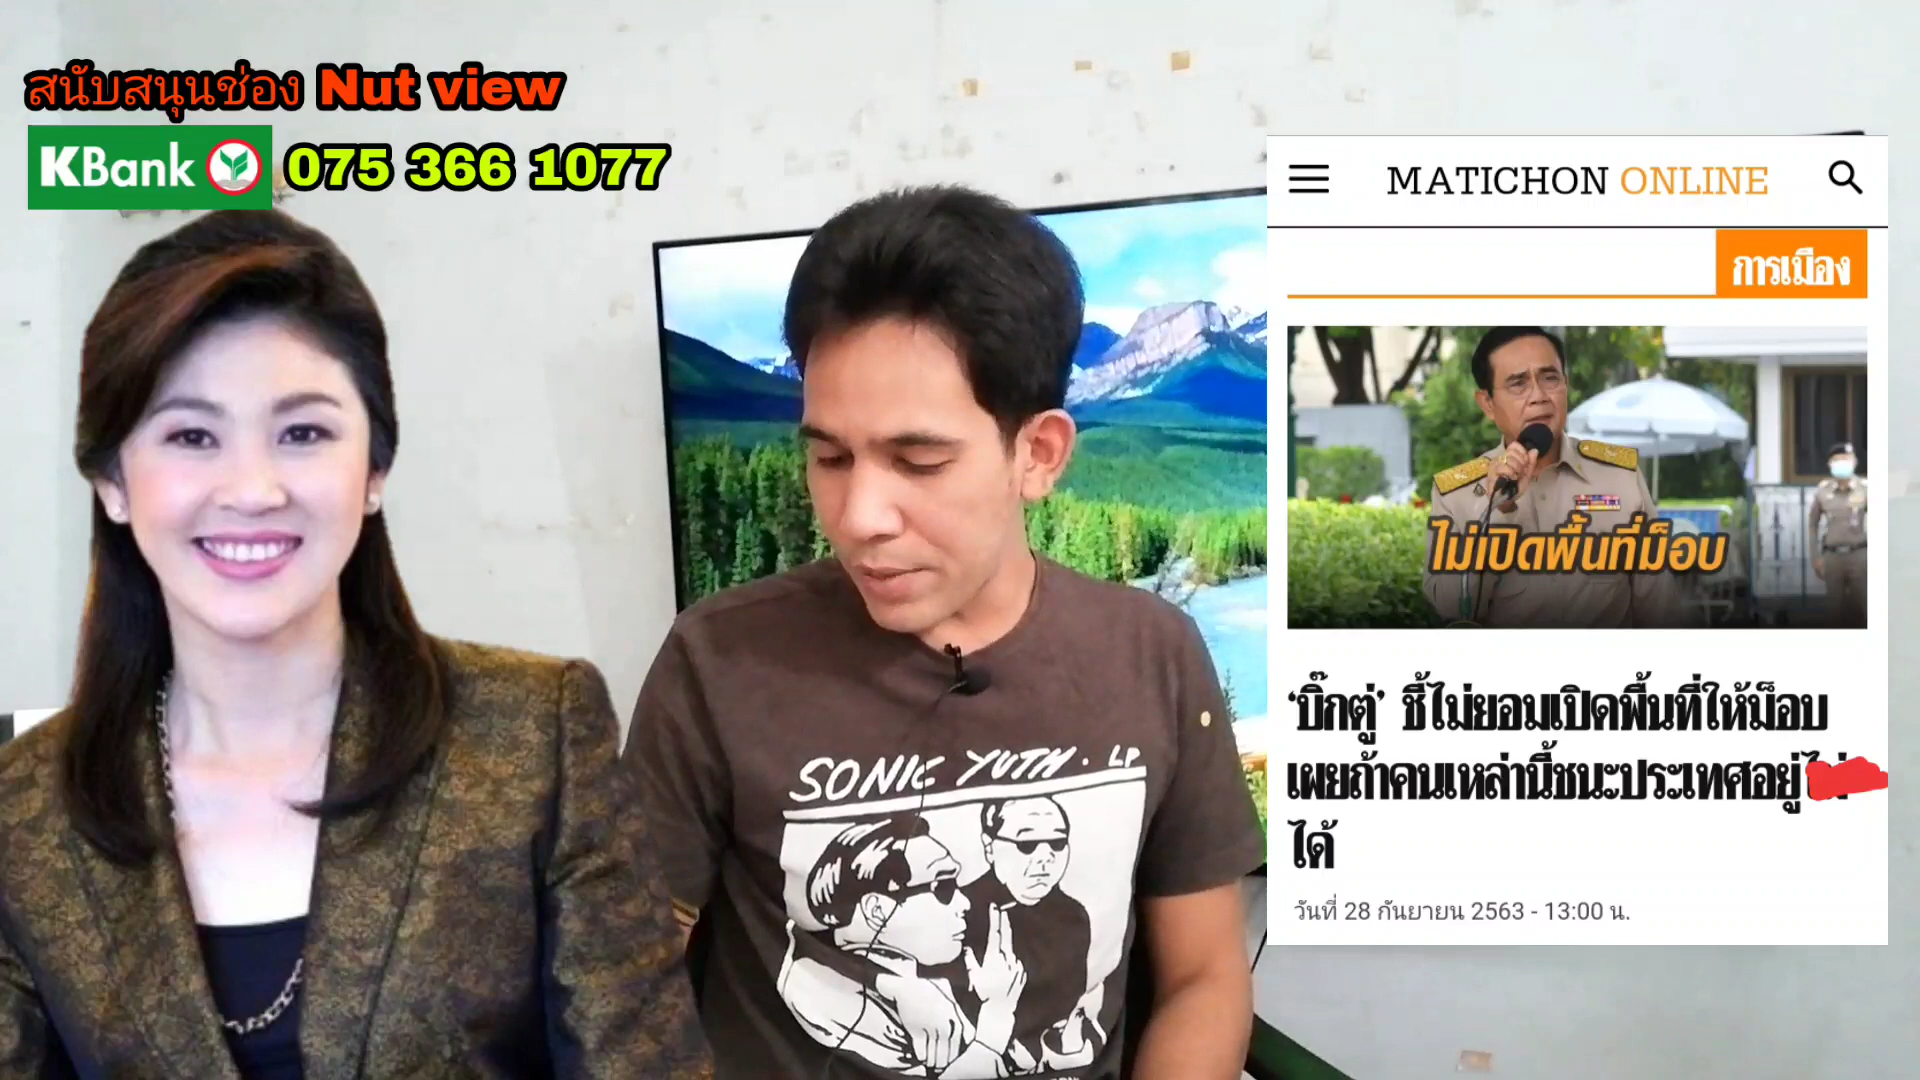 สนับสนุนช่อง Nut view
KBank 075 366 1077
MATICHON ONLINE
การเมือง
ไม่เปิดพื้นที่ม็อบ
‘บิ๊กตู่’ ชี้ไม่ยอมเปิดพื้นที่ให้ม็อบ
เผยถ้าคนเหล่านี้ชนะประเทศอยู่
ได้
วันที่ 28 กันยายน 2563 - 13:00 น.
SONIC YUTH. LP